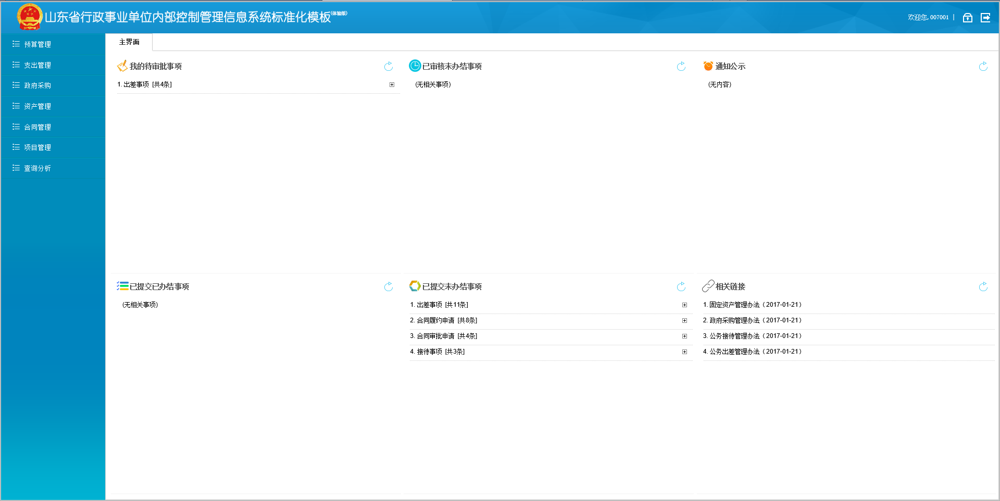 山东省行政事业单位内部控制管理信息系统标准化模板(体验版)
欢迎您, 007001 |
预算管理
支出管理
政府采购
资产管理
合同管理
项目管理
查询分析
主界面
我的待审批事项
1. 出差事项 [共4条]
已审核未办结事项
(无相关事项)
通知公示
(无内容)
已提交已办结事项
(无相关事项)
已提交未办结事项
1. 出差事项 [共11条]
2. 合同履约申请 [共8条]
3. 合同审批申请 [共4条]
4. 接待事项 [共3条]
相关链接
1. 固定资产管理办法（2017-01-21）
2. 政府采购管理办法（2017-01-21）
3. 公务接待管理办法（2017-01-21）
4. 公务出差管理办法（2017-01-21）